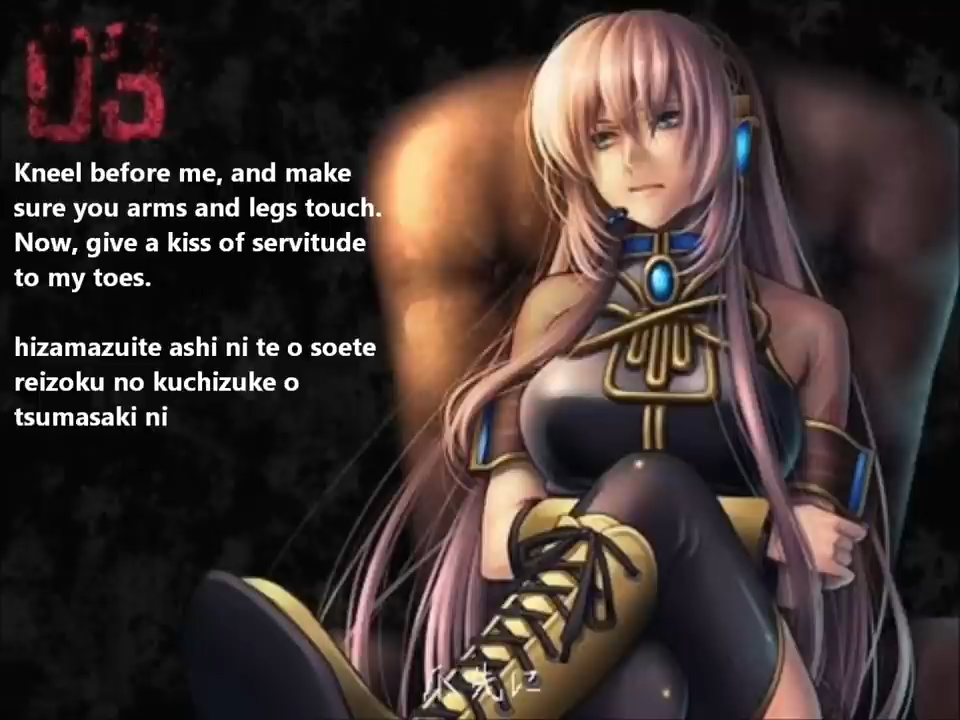 03
Kneel before me, and make
sure you arms and legs touch.
Now, give a kiss of servitude
to my toes.
hizamazuite ashi ni te o soete
reizoku no kuchizuke o
tsumasaki ni
爪先に